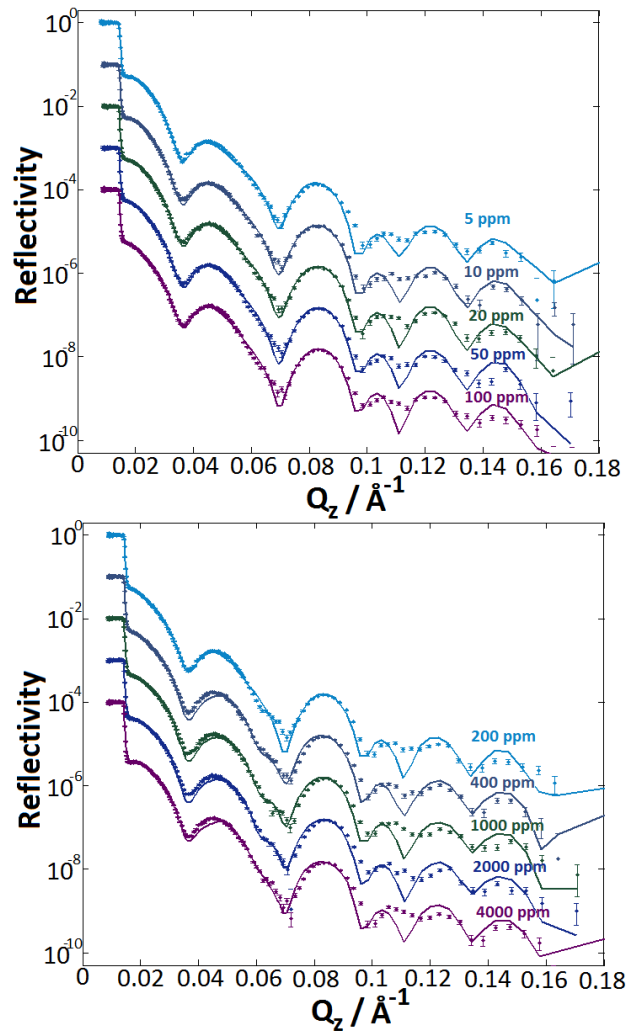 10^0
10^-2
10^-4
10^-6
10^-8
10^-10
Reflectivity
5 ppm
10 ppm
20 ppm
50 ppm
100 ppm
0 0.02 0.04 0.06 0.08 0.1 0.12 0.14 0.16 0.18
Q_z / Å^-1
10^0
10^-2
10^-4
10^-6
10^-8
10^-10
Reflectivity
200 ppm
400 ppm
1000 ppm
2000 ppm
4000 ppm
0 0.02 0.04 0.06 0.08 0.1 0.12 0.14 0.16 0.18
Q_z / Å^-1